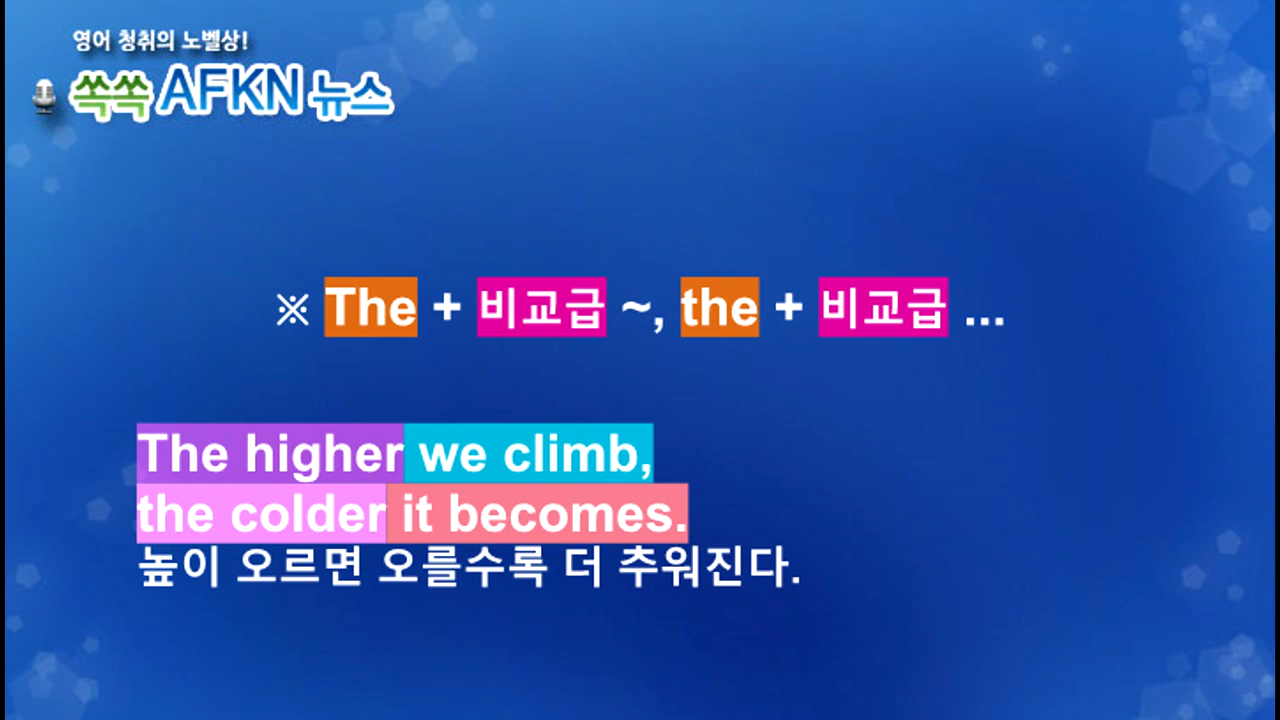 영어 청취의 노벨상!
쏙쏙 AFKN 뉴스
※ The + 비교급 ~, the + 비교급 ...
The higher we climb,
the colder it becomes.
높이 오르면 오를수록 더 추워진다.